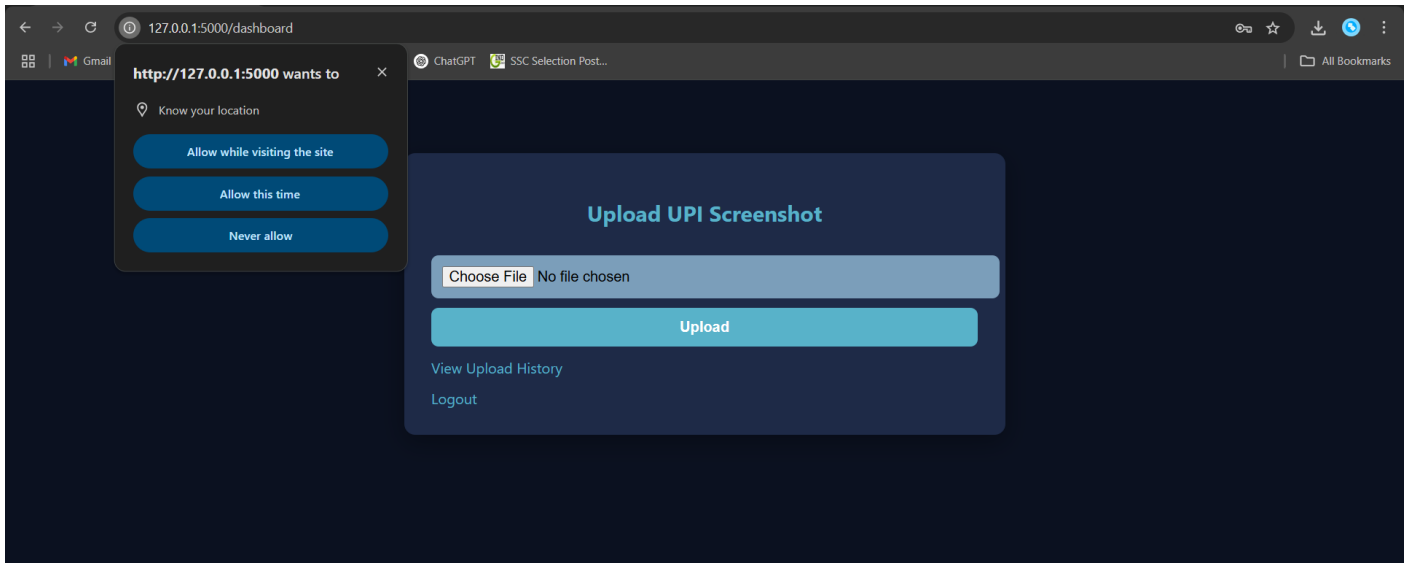 127.0.0.1:5000/dashboard
Gmail
ChatGPT
SSC Selection Post...
All Bookmarks
http://127.0.0.1:5000 wants to
Know your location
Allow while visiting the site
Allow this time
Never allow
Upload UPI Screenshot
Choose File No file chosen
Upload
View Upload History
Logout